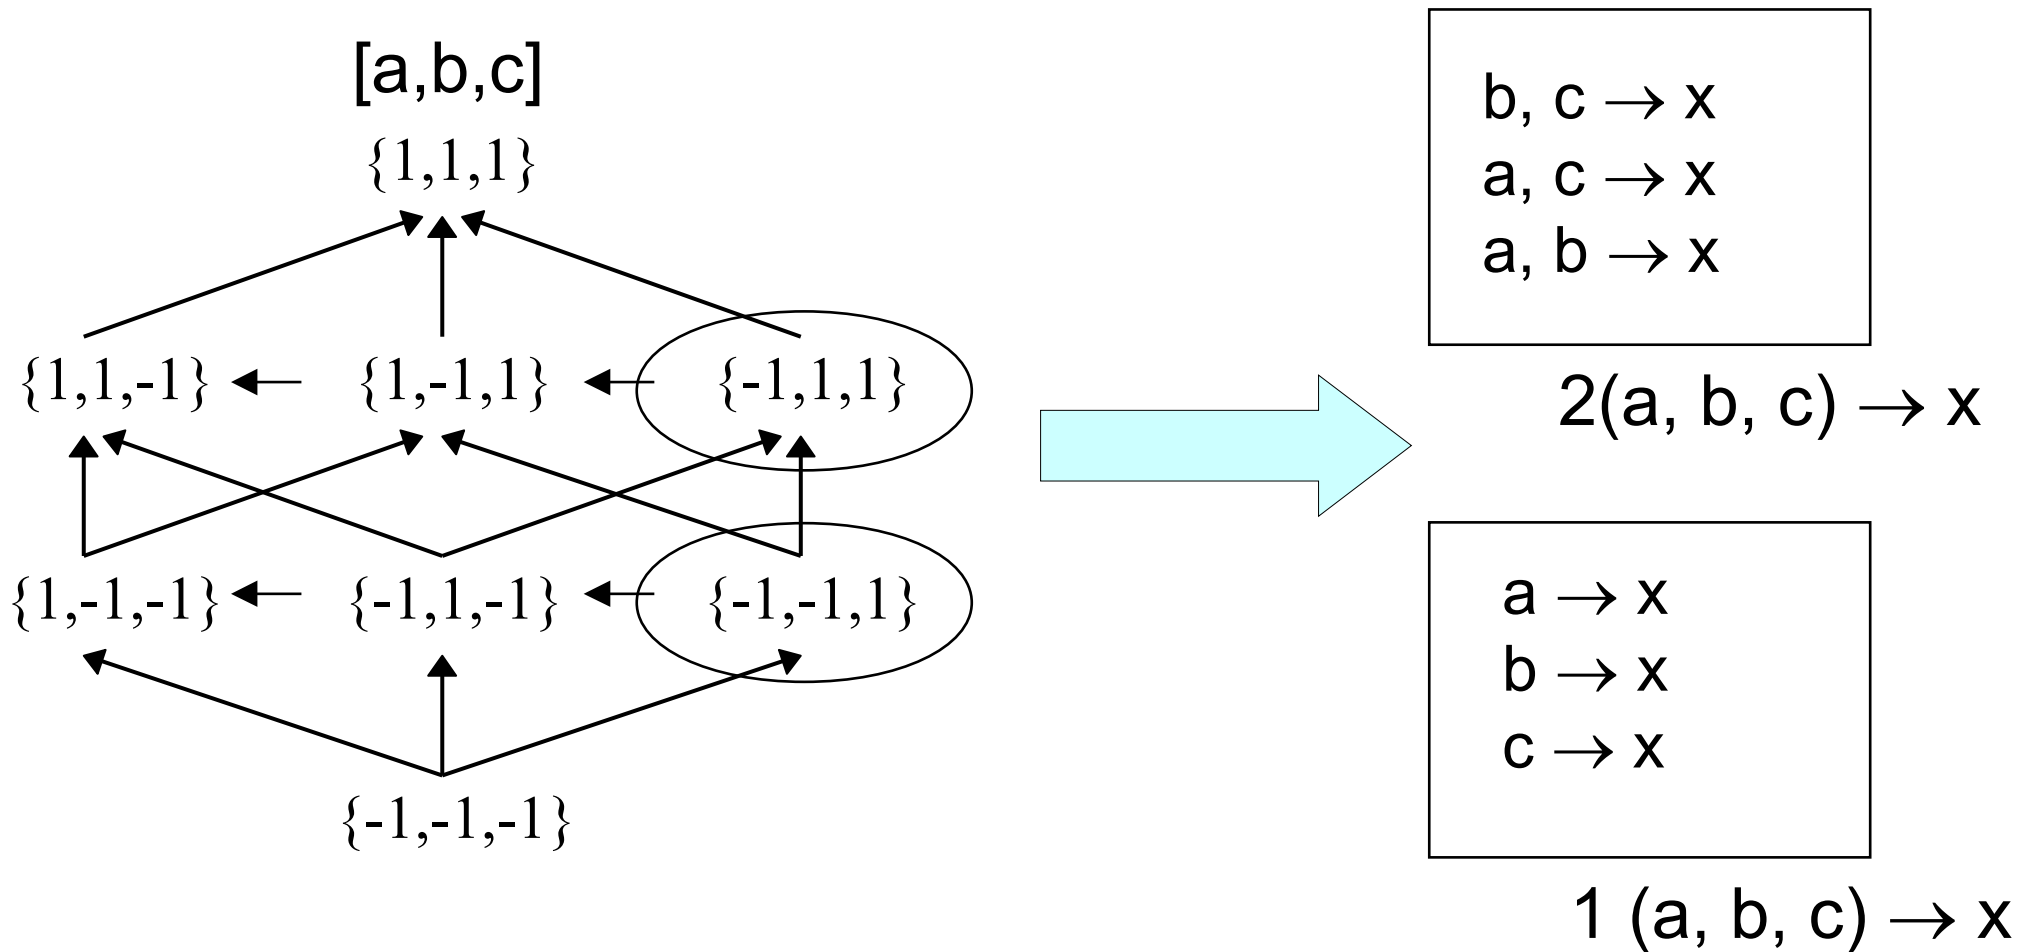 [a,b,c]
{1,1,1}
{1,1,-1} {1,-1,1} {-1,1,1}
{1,-1,-1} {-1,1,-1} {-1,-1,1}
{-1,-1,-1}
b, c → x
a, c → x
a, b → x
2(a, b, c) → x
a → x
b → x
c → x
1 (a, b, c) → x